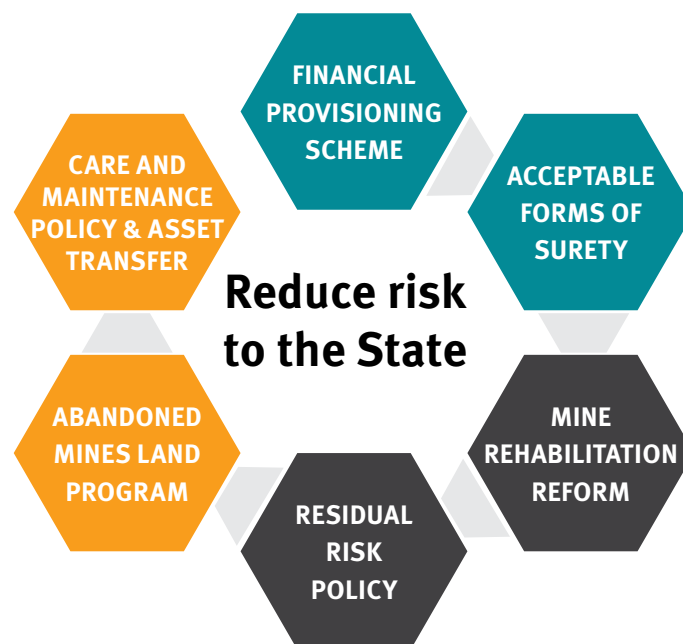 FINANCIAL
PROVISIONING
SCHEME
ACCEPTABLE
FORMS OF
SURETY
MINE
REHABILITATION
REFORM
RESIDUAL
RISK
POLICY
ABANDONED
MINES LAND
PROGRAM
CARE AND
MAINTENANCE
POLICY & ASSET
TRANSFER
Reduce risk
to the State